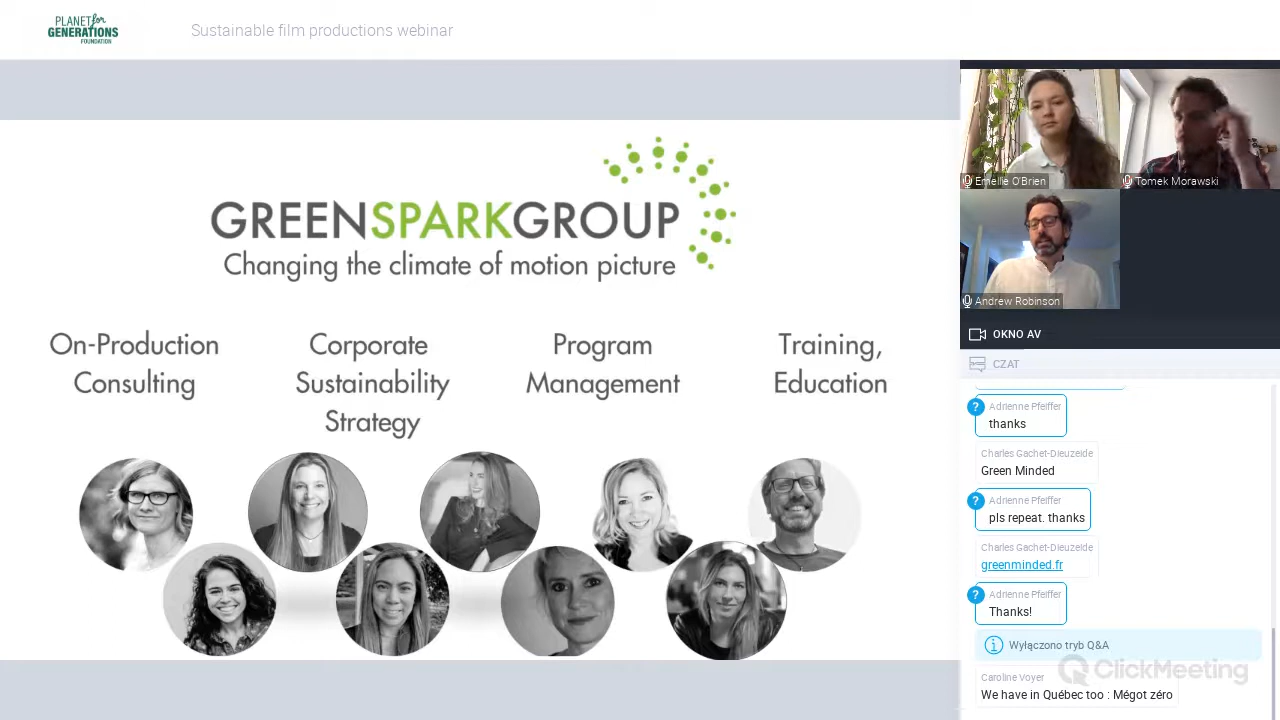 PLANET for
GENERATIONS
FOUNDATION
Sustainable film productions webinar
GREENSPARKGROUP
Changing the climate of motion picture
On-Production
Consulting
Corporate
Sustainability
Strategy
Program
Management
Training,
Education
Emellie O'Brien
Tomek Morawski
Andrew Robinson
OKNO AV
CZAT
Adrienne Pfeiffer
thanks
Charles Gachet-Dieuzeide
Green Minded
Adrienne Pfeiffer
pls repeat. thanks
Charles Gachet-Dieuzeide
greenminded.fr
Adrienne Pfeiffer
Thanks!
Wyłączono tryb Q&A
ClickMeeting
Caroline Voyer
We have in Québec too : Mégot zéro